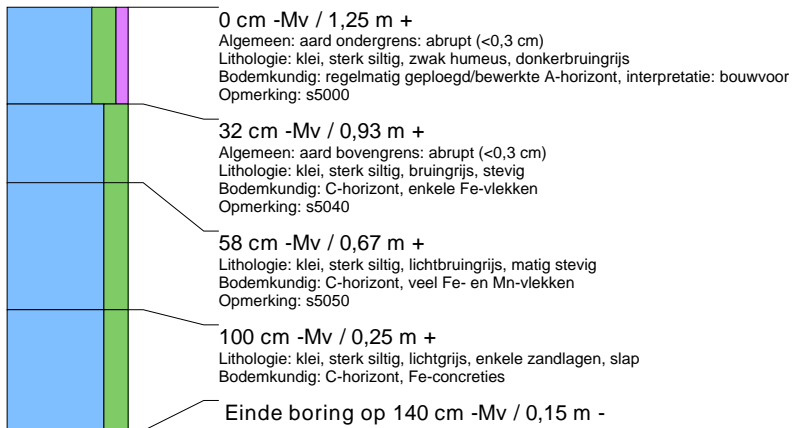 0 cm -Mv / 1,25 m +
Algemeen: aard ondergrens: abrupt (<0,3 cm)
Lithologie: klei, sterk siltig, zwak humeus, donkerbruingrijs
Bodemkundig: regelmatig geploegd/bewerkte A-horizont, interpretatie: bouwvoor
Opmerking: s5000
32 cm -Mv / 0,93 m +
Algemeen: aard bovengrens: abrupt (<0,3 cm)
Lithologie: klei, sterk siltig, bruingrijs, stevig
Bodemkundig: C-horizont, enkele Fe-vlekken
Opmerking: s5040
58 cm -Mv / 0,67 m +
Lithologie: klei, sterk siltig, lichtbruingrijs, matig stevig
Bodemkundig: C-horizont, veel Fe- en Mn-vlekken
Opmerking: s5050
100 cm -Mv / 0,25 m +
Lithologie: klei, sterk siltig, lichtgrijs, enkele zandlagen, slap
Bodemkundig: C-horizont, Fe-concreties
Einde boring op 140 cm -Mv / 0,15 m -